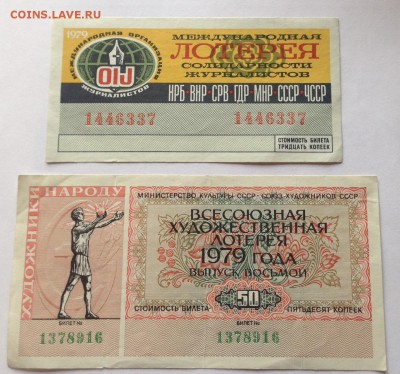 COINS.LAVE.RU
1979
МЕЖДУНАРОДНАЯ ОРГАНИЗАЦИЯ
OIJ
ЖУРНАЛИСТОВ
МЕЖДУНАРОДНАЯ
ЛОТЕРЕЯ
СОЛИДАРНОСТИ
ЖУРНАЛИСТОВ
НРБ·ВНР·СРВ·ГДР·МНР·СССР·ЧССР
1446337 1446337
СТОИМОСТЬ БИЛЕТА
ТРИДЦАТЬ КОПЕЕК
ХУДОЖНИКИ НАРОДУ
МИНИСТЕРСТВО КУЛЬТУРЫ СССР СОЮЗ ХУДОЖНИКОВ СССР
ВСЕСОЮЗНАЯ
ХУДОЖЕСТВЕННАЯ
ЛОТЕРЕЯ
1979 ГОДА
ВЫПУСК ВОСЬМОЙ
50
СТОИМОСТЬ БИЛЕТА ПЯТЬДЕСЯТ КОПЕЕК
БИЛЕТ № БИЛЕТ №
1378916 1378916